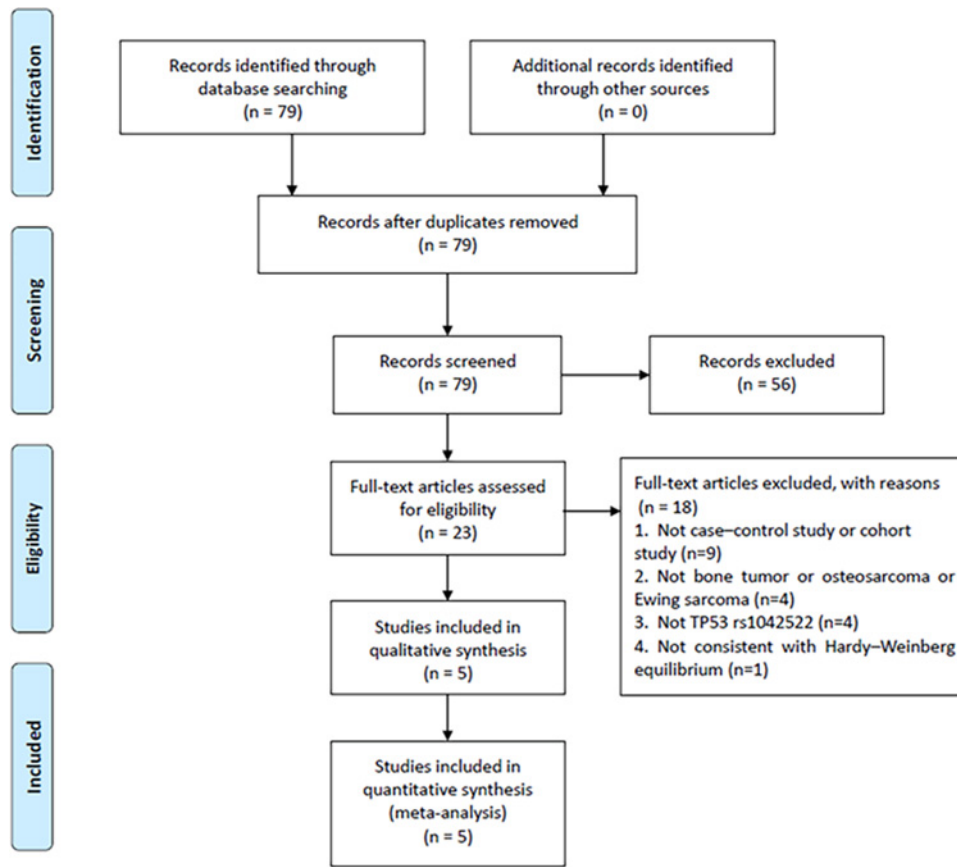 Identification
Records identified through
database searching
(n = 79)
Additional records identified
through other sources
(n = 0)
Records after duplicates removed
(n = 79)
Screening
Records screened
(n = 79)
Records excluded
(n = 56)
Eligibility
Full-text articles assessed
for eligibility
(n = 23)
Full-text articles excluded, with reasons
(n = 18)
1. Not case–control study or cohort
study (n=9)
2. Not bone tumor or osteosarcoma or
Ewing sarcoma (n=4)
3. Not TP53 rs1042522 (n=4)
4. Not consistent with Hardy–Weinberg
equilibrium (n=1)
Studies included in
qualitative synthesis
(n = 5)
Included
Studies included in
quantitative synthesis
(meta-analysis)
(n = 5)